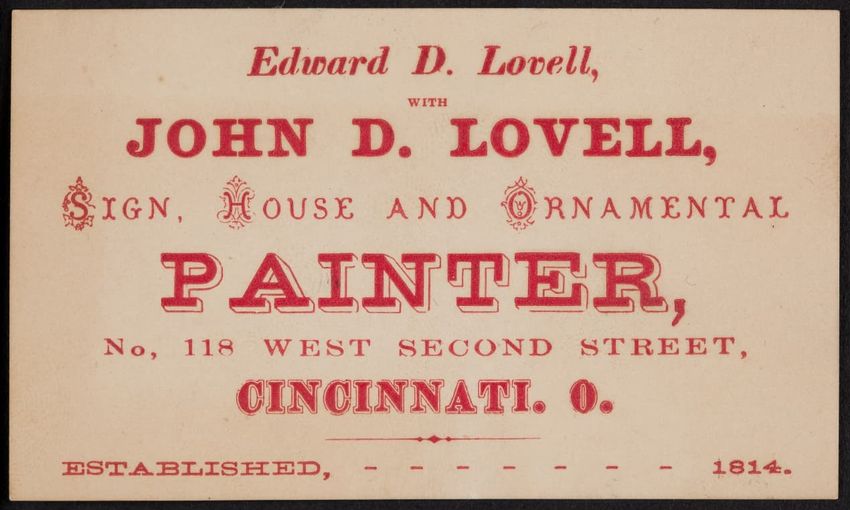 Edward D. Lovell,
WITH
JOHN D. LOVELL,
SIGN, HOUSE AND ORNAMENTAL
PAINTER,
No, 118 WEST SECOND STREET,
CINCINNATI. O.
ESTABLISHED, - - - - - - - - 1814.